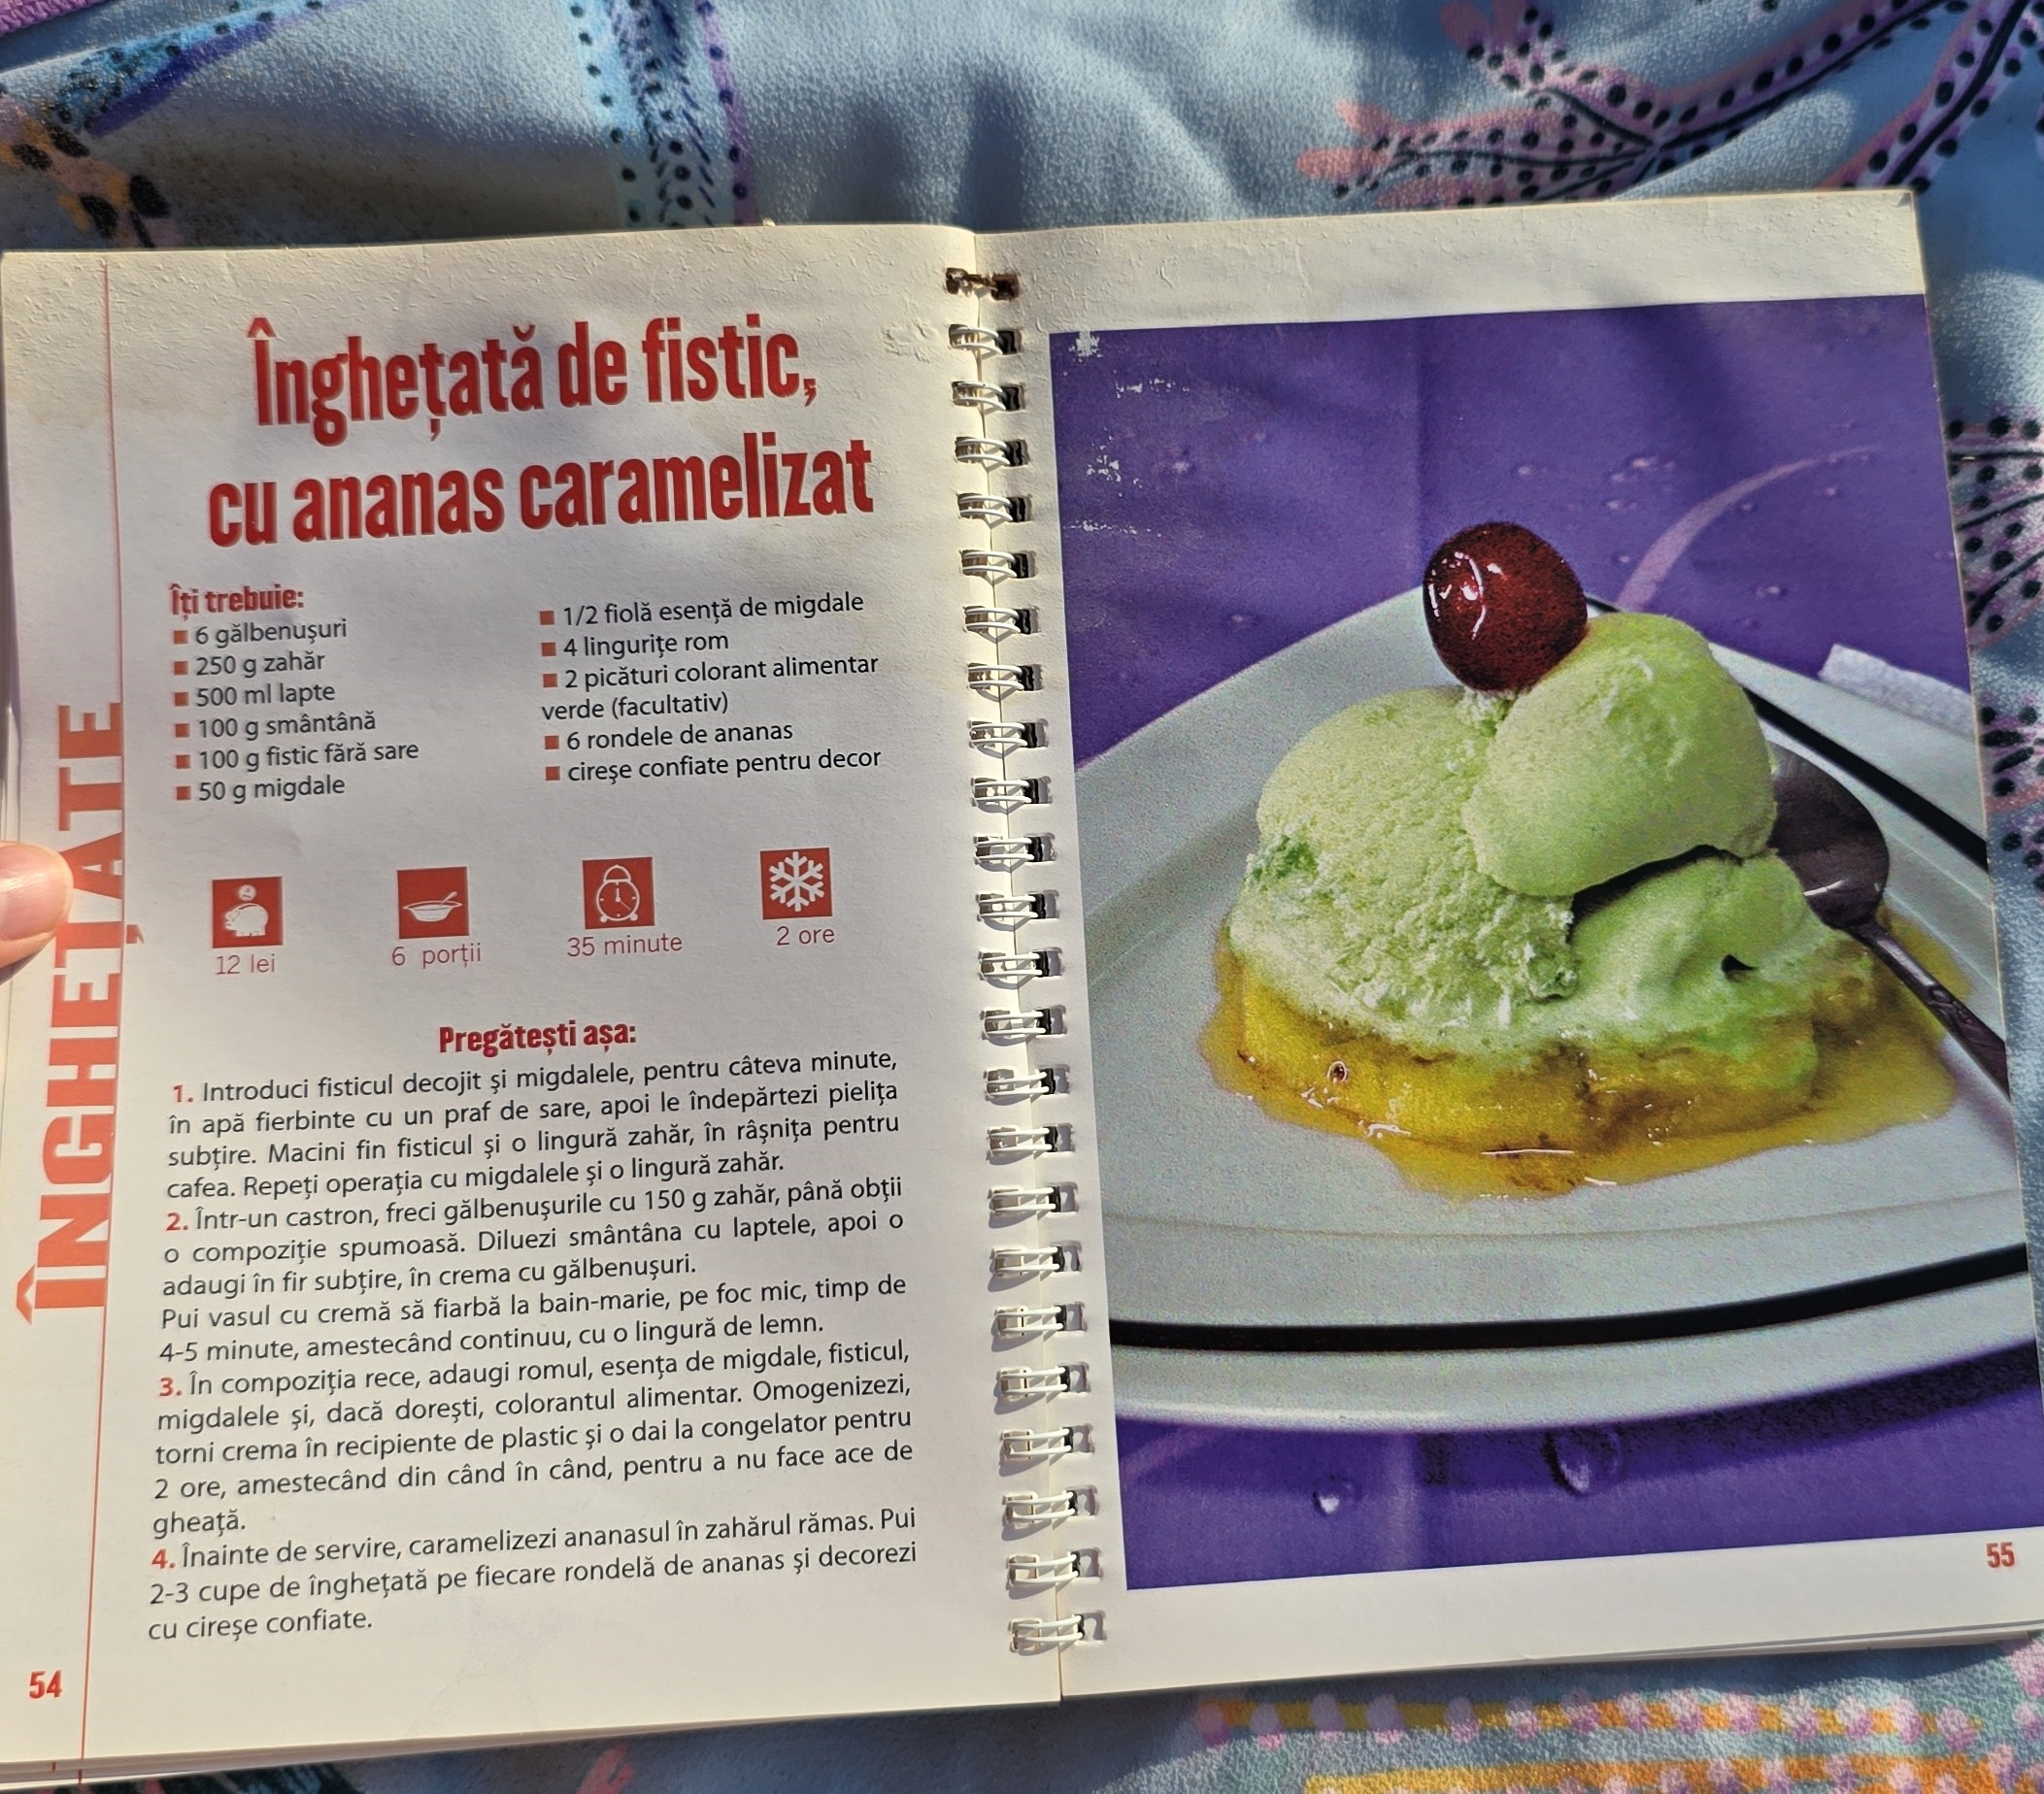 Înghețată de fistic,
cu ananas caramelizat
Îți trebuie:
6 gălbenușuri
250 g zahăr
500 ml lapte
100 g smântână
100 g fistic fără sare
50 g migdale
1/2 fiolă esență de migdale
4 lingurițe rom
2 picături colorant alimentar
verde (facultativ)
6 rondele de ananas
cireșe confiate pentru decor
12 lei
6 porții
35 minute
2 ore
Pregătești așa:
1. Introduci fisticul decojit și migdalele, pentru câteva minute,
în apă fierbinte cu un praf de sare, apoi le îndepărtezi pielița
subțire. Macini fin fisticul și o lingură zahăr, în râșnița pentru
cafea. Repeți operația cu migdalele și o lingură zahăr.
2. Într-un castron, freci gălbenușurile cu 150 g zahăr, până obții
o compoziție spumoasă. Diluezi smântâna cu laptele, apoi o
adaugi în fir subțire, în crema cu gălbenușuri.
Pui vasul cu cremă să fiarbă la bain-marie, pe foc mic, timp de
4-5 minute, amestecând continuu, cu o lingură de lemn.
3. În compoziția rece, adaugi romul, esența de migdale, fisticul,
migdalele și, dacă dorești, colorantul alimentar. Omogenizezi,
torni crema în recipiente de plastic și o dai la congelator pentru
2 ore, amestecând din când în când, pentru a nu face ace de
gheață.
4. Înainte de servire, caramelizezi ananasul în zahărul rămas. Pui
2-3 cupe de înghețată pe fiecare rondelă de ananas și decorezi
cu cireșe confiate.
ÎNGHEȚATE
54
55